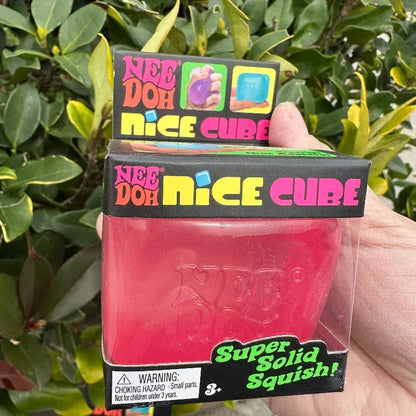 NEE
DOH®
NiCE CUBE
NEE®
DOH
NiCE CUBE
NEE
DOH
Super
Solid
Squish!
WARNING:
CHOKING HAZARD - Small parts.
Not for children under 3 years.
3+